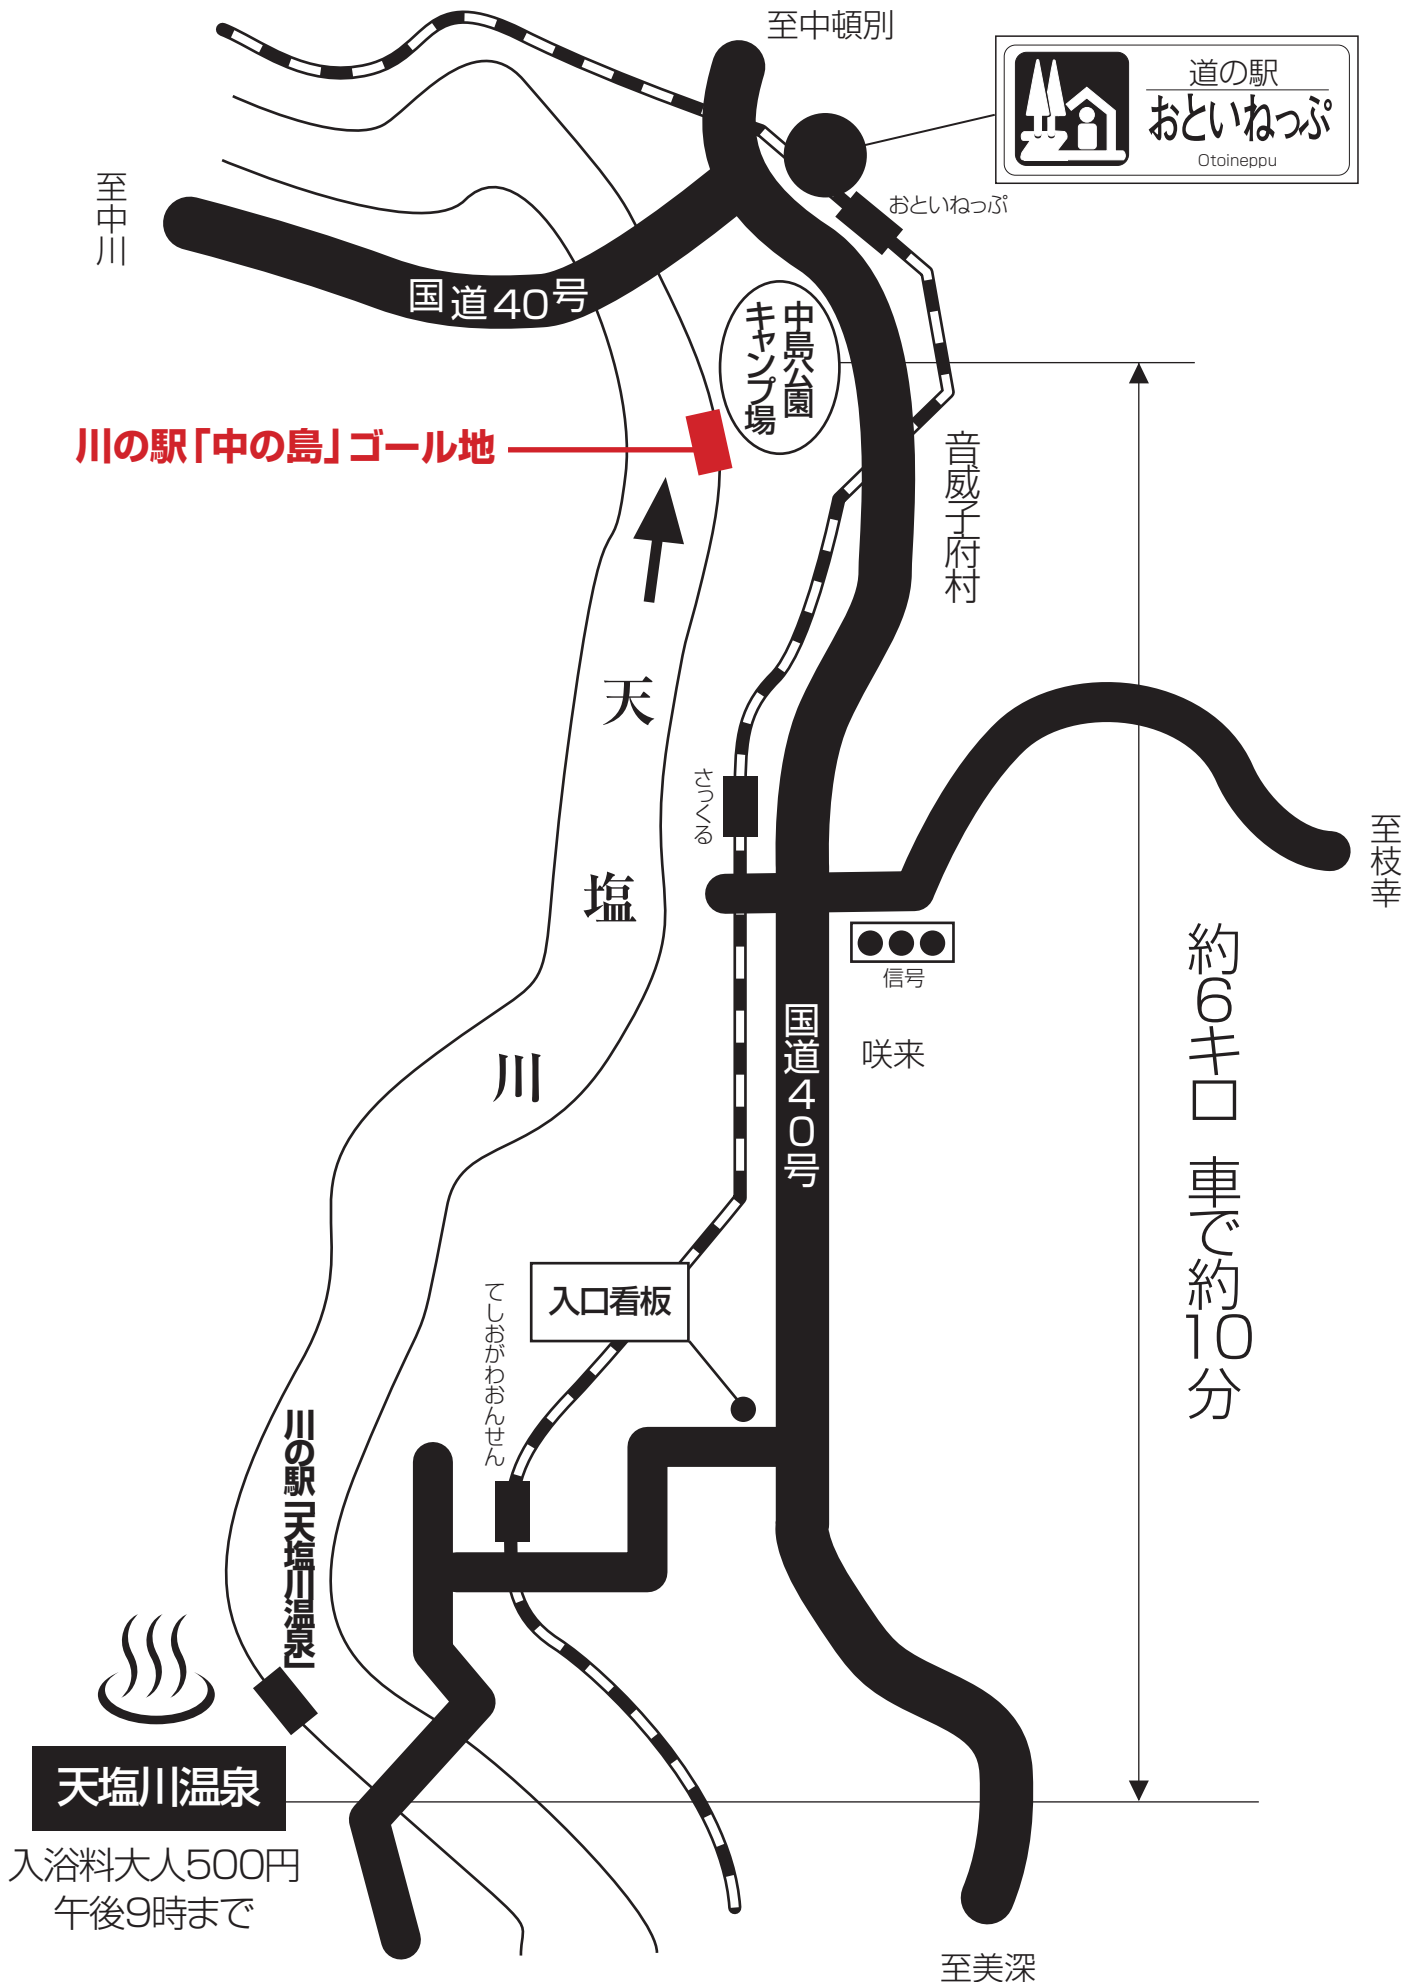 至中頓別
道の駅
おといねっぷ
Otoineppu
至中川
おといねっぷ
国道40号
中島公園
キャンプ場
川の駅「中の島」ゴール地
音威子府村
天塩川
さっくる
至枝幸
信号
咲来
国道40号
約6キロ 車で約10分
入口看板
てしおがわおんせん
川の駅「天塩川温泉」
天塩川温泉
入浴料大人500円
午後9時まで
至美深